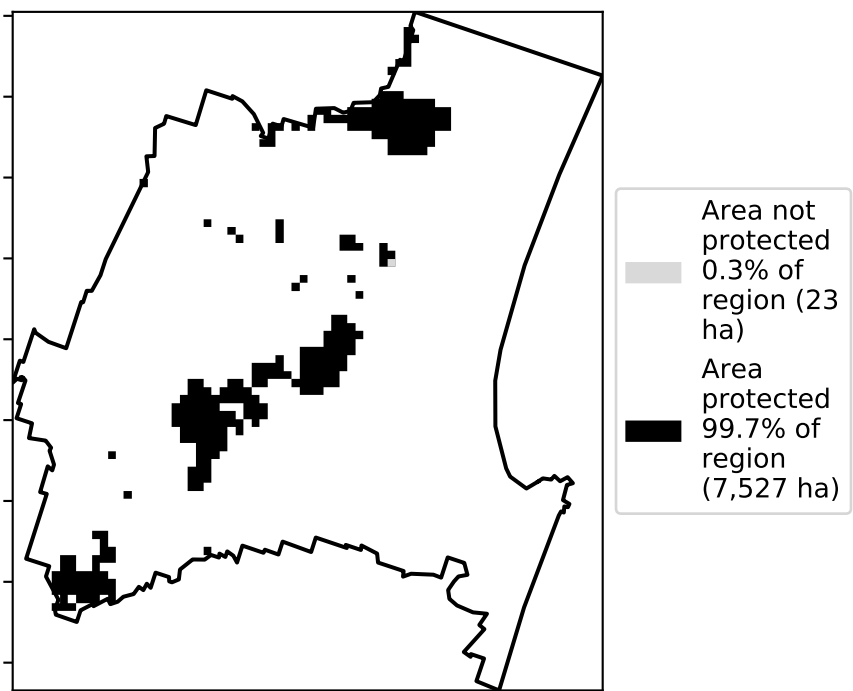 Area not
protected
0.3% of
region (23
ha)
Area
protected
99.7% of
region
(7,527 ha)